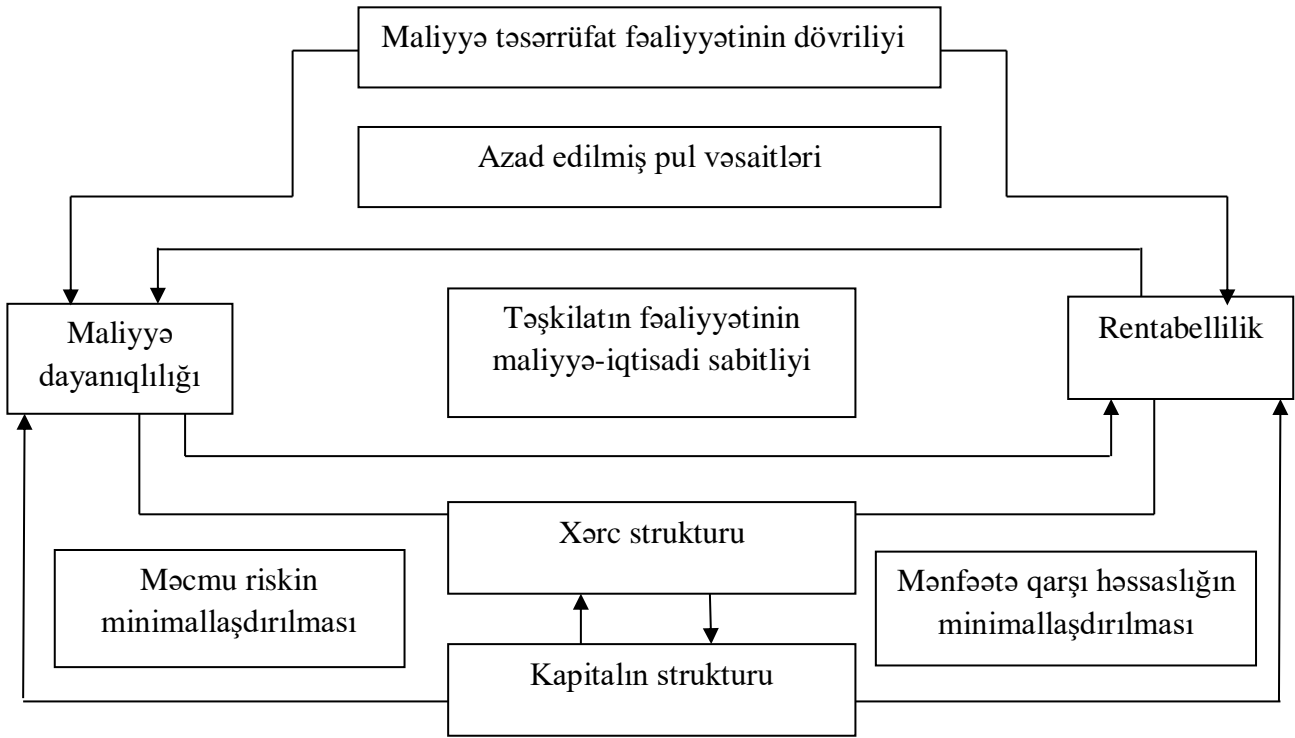 Maliyyə təsərrüfat fəaliyyətinin dövriliyi
Azad edilmiş pul vəsaitləri
Maliyyə
dayanıqlılığı
Təşkilatın fəaliyyətinin
maliyyə-iqtisadi sabitliyi
Rentabellilik
Xərc strukturu
Məcmu riskin
minimallaşdırılması
Mənfəətə qarşı həssaslığın
minimallaşdırılması
Kapitalın strukturu